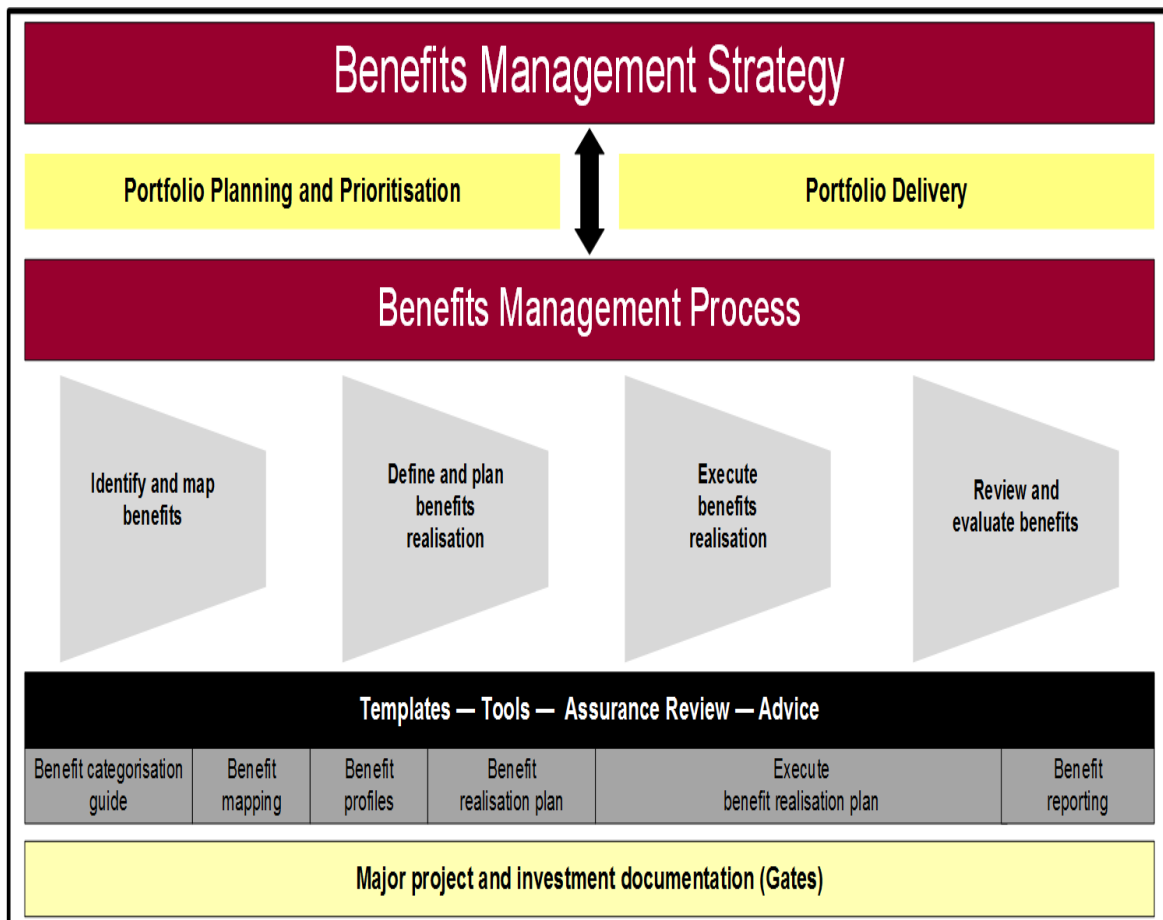 Benefits Management Strategy
Portfolio Planning and Prioritisation
Portfolio Delivery
Benefits Management Process
Identify and map
benefits
Define and plan
benefits
realisation
Execute
benefits
realisation
Review and
evaluate benefits
Templates — Tools — Assurance Review — Advice
Benefit categorisation
guide
Benefit
mapping
Benefit
profiles
Benefit
realisation plan
Execute
benefit realisation plan
Benefit
reporting
Major project and investment documentation (Gates)